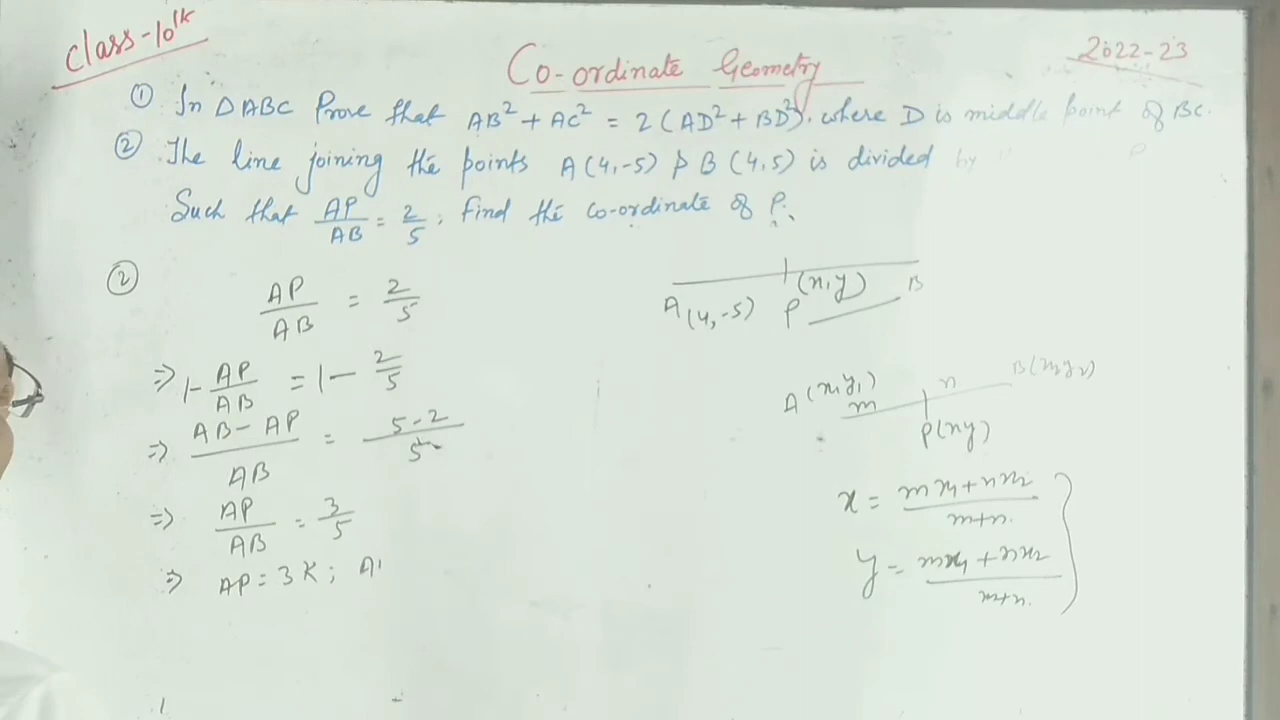 Class-10th
Co-ordinate Geometry
2022-23
① In △ABC Prove that AB² + AC² = 2(AD² + BD²). where D is middle point of BC.
② The line joining the points A(4,-5) & B(4,5) is divided by P
Such that AP/AB = 2/5, Find the co-ordinate of P.
②
AP/AB = 2/5
⇒ 1- AP/AB = 1- 2/5
⇒ AB-AP/AB = 5-2/5
⇒ AP/AB = 3/5
⇒ AP = 3K; A
(x,y) B
A(4,-5) P
A(x₁y₁) m n B(x₂y₂)
P(xy)
x = mx₁+nx₂/m+n.
y = mx₁+nx₂/m+n.